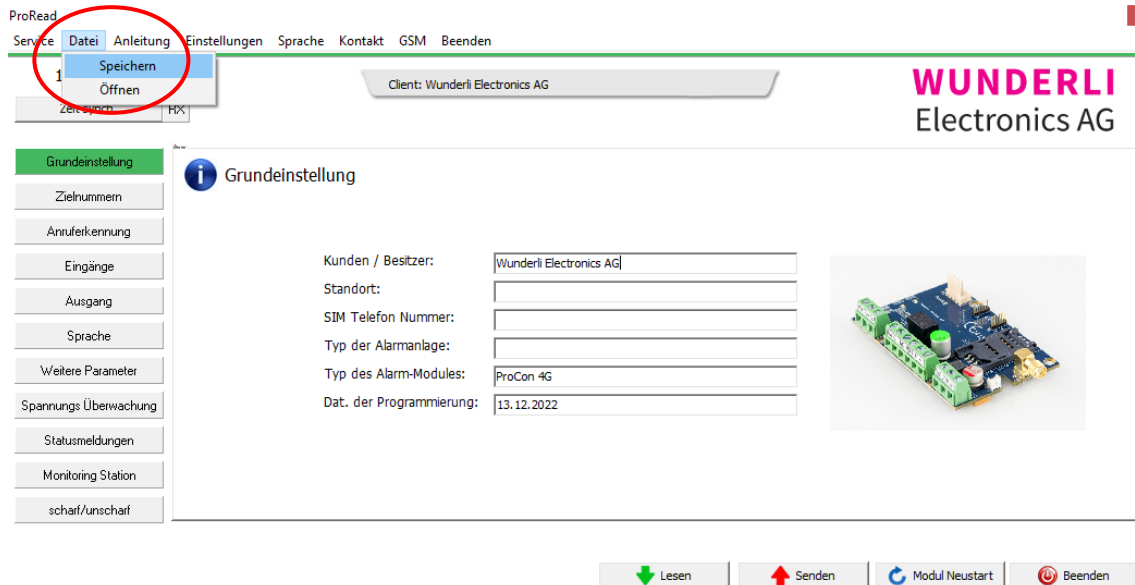 ProRead
Service Datei Anleitung Einstellungen Sprache Kontakt GSM Beenden
Speichern
Öffnen
1
Zeit Synch
RX
Client: Wunderli Electronics AG
WUNDERLI
Electronics AG
Grundeinstellung
Zielnummern
Anruferkennung
Eingänge
Ausgang
Sprache
Weitere Parameter
Spannungs Überwachung
Statusmeldungen
Monitoring Station
scharf/unscharf
Grundeinstellung
Kunden / Besitzer: Wunderli Electronics AG
Standort:
SIM Telefon Nummer:
Typ der Alarmanlage:
Typ des Alarm-Modules: ProCon 4G
Dat. der Programmierung: 13.12.2022
Lesen Senden Modul Neustart Beenden